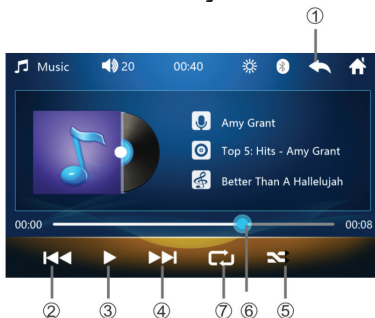 ①
Music 20 00:40
Amy Grant
Top 5: Hits - Amy Grant
Better Than A Hallelujah
00:00 00:08
② ③ ④ ⑦ ⑥ ⑤